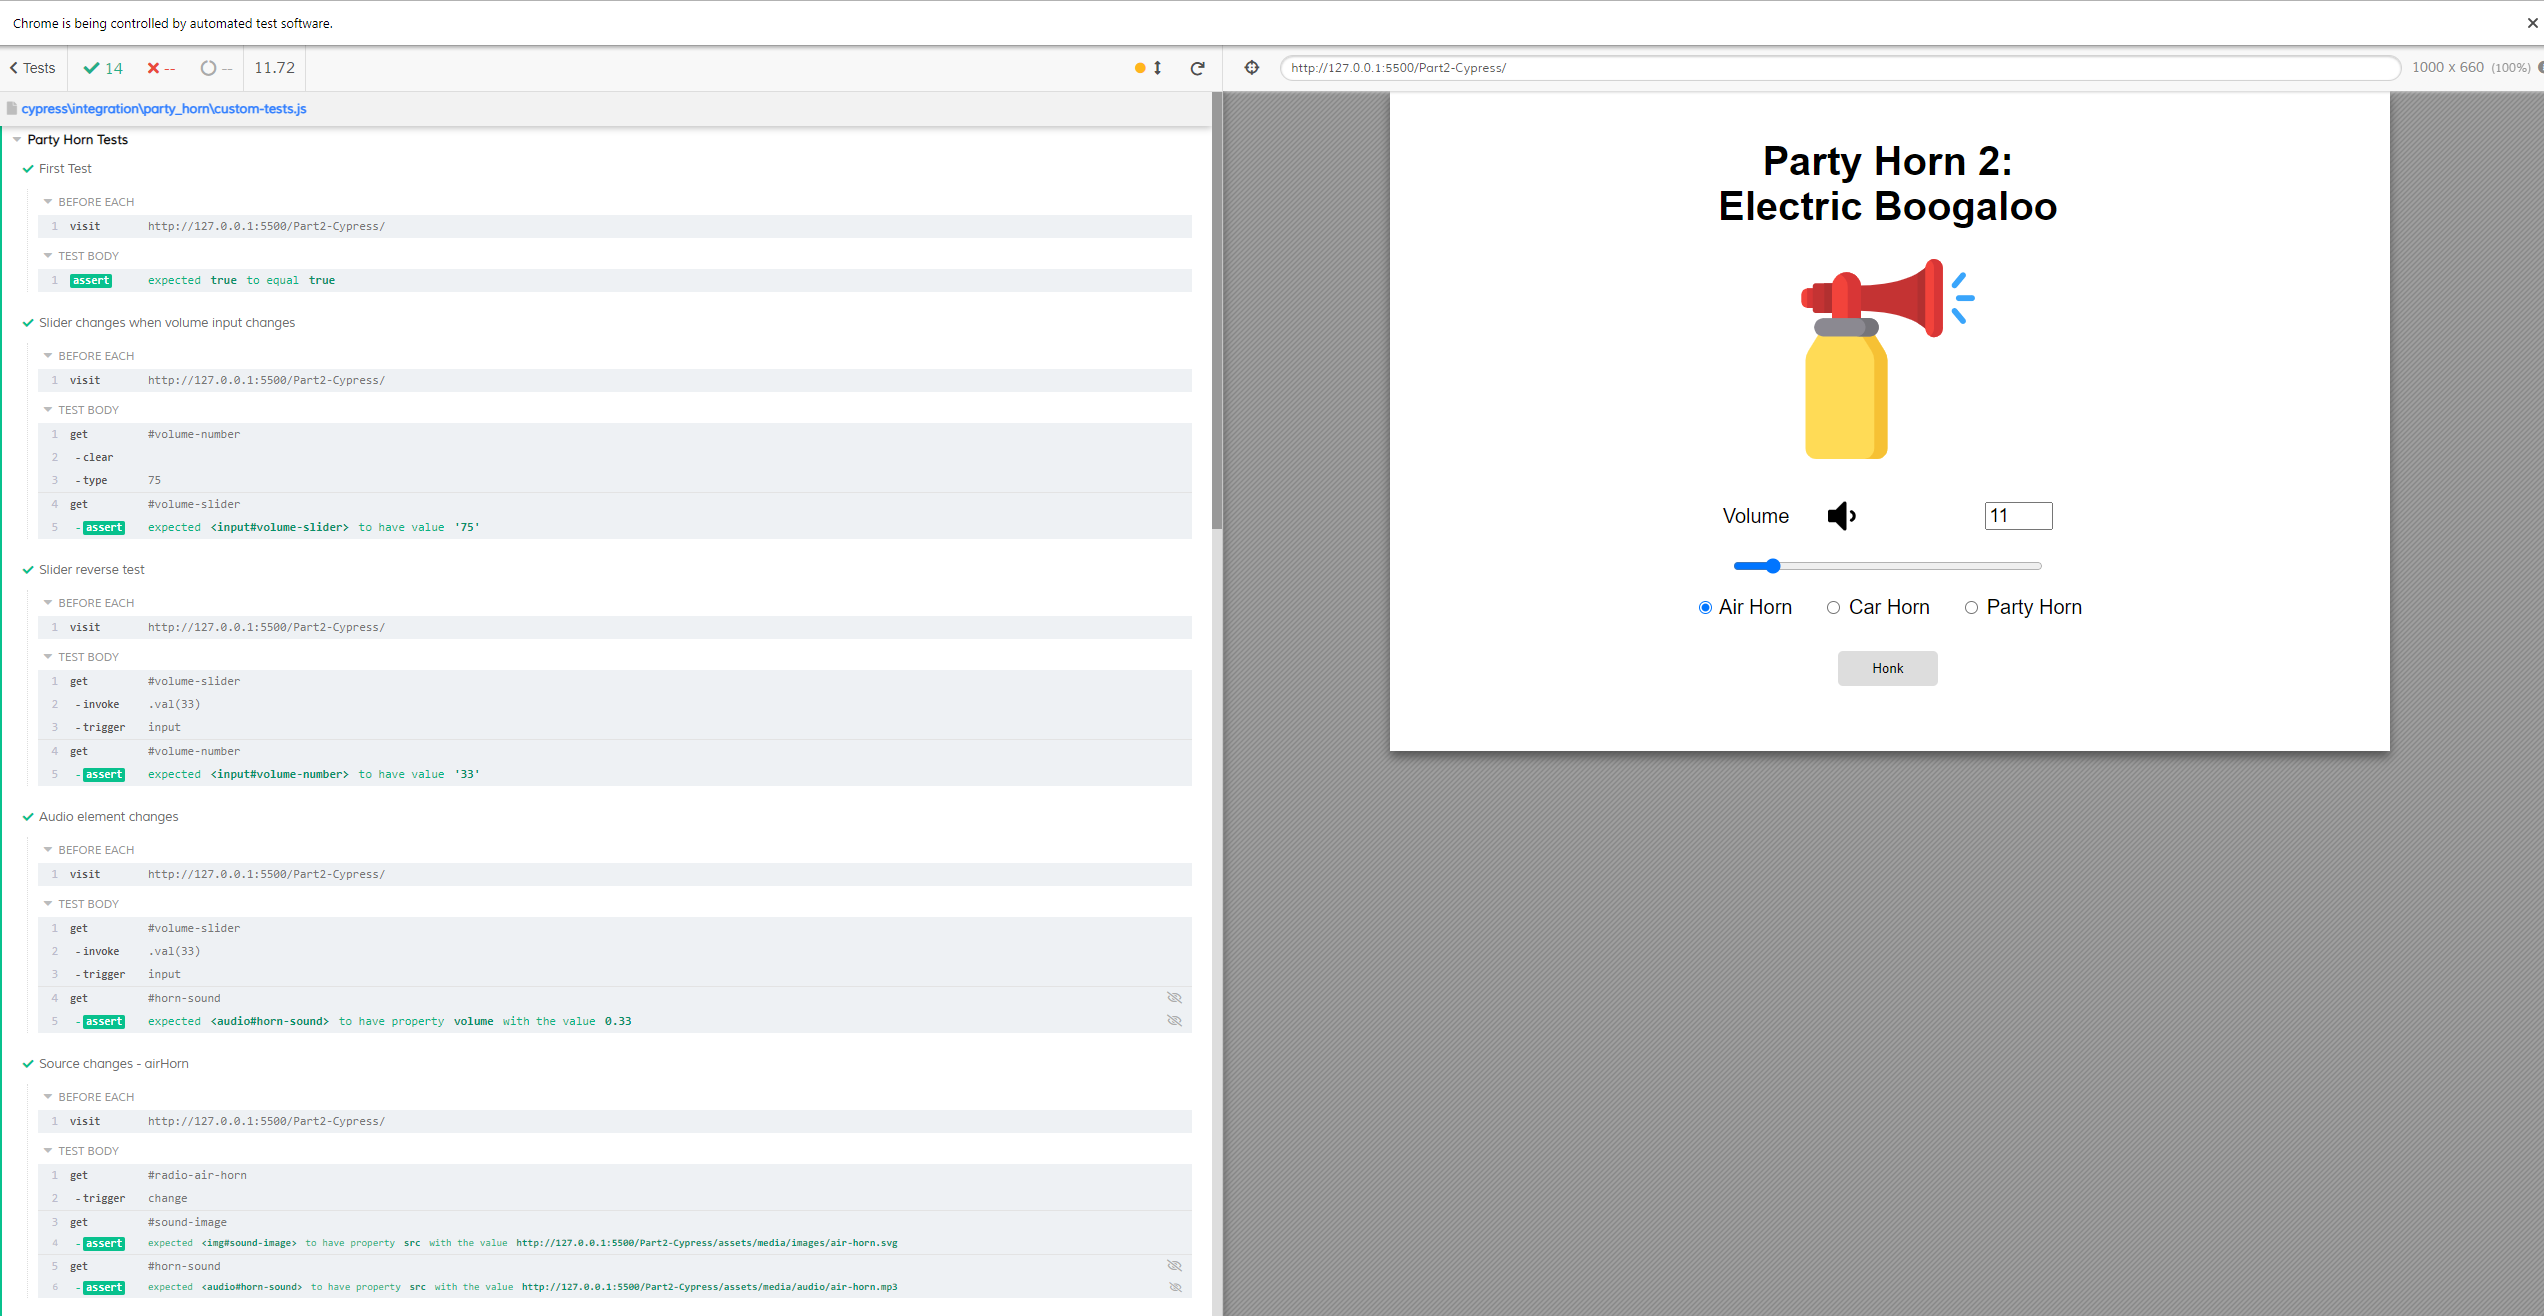 Chrome is being controlled by automated test software.
Tests 14 -- -- 11.72
http://127.0.0.1:5500/Part2-Cypress/ 1000 x 660 (100%)
cypress\integration\party_horn\custom-tests.js
Party Horn Tests
First Test
BEFORE EACH
1 visit http://127.0.0.1:5500/Part2-Cypress/
TEST BODY
1 assert expected true to equal true
Slider changes when volume input changes
BEFORE EACH
1 visit http://127.0.0.1:5500/Part2-Cypress/
TEST BODY
1 get #volume-number
2 -clear
3 -type 75
4 get #volume-slider
5 -assert expected <input#volume-slider> to have value '75'
Slider reverse test
BEFORE EACH
1 visit http://127.0.0.1:5500/Part2-Cypress/
TEST BODY
1 get #volume-slider
2 -invoke .val(33)
3 -trigger input
4 get #volume-number
5 -assert expected <input#volume-number> to have value '33'
Audio element changes
BEFORE EACH
1 visit http://127.0.0.1:5500/Part2-Cypress/
TEST BODY
1 get #volume-slider
2 -invoke .val(33)
3 -trigger input
4 get #horn-sound
5 -assert expected <audio#horn-sound> to have property volume with the value 0.33
Source changes - airHorn
BEFORE EACH
1 visit http://127.0.0.1:5500/Part2-Cypress/
TEST BODY
1 get #radio-air-horn
2 -trigger change
3 get #sound-image
4 -assert expected <img#sound-image> to have property src with the value http://127.0.0.1:5500/Part2-Cypress/assets/media/images/air-horn.svg
5 get #horn-sound
6 -assert expected <audio#horn-sound> to have property src with the value http://127.0.0.1:5500/Part2-Cypress/assets/media/audio/air-horn.mp3
Party Horn 2:
Electric Boogaloo
Volume 11
Air Horn Car Horn Party Horn
Honk